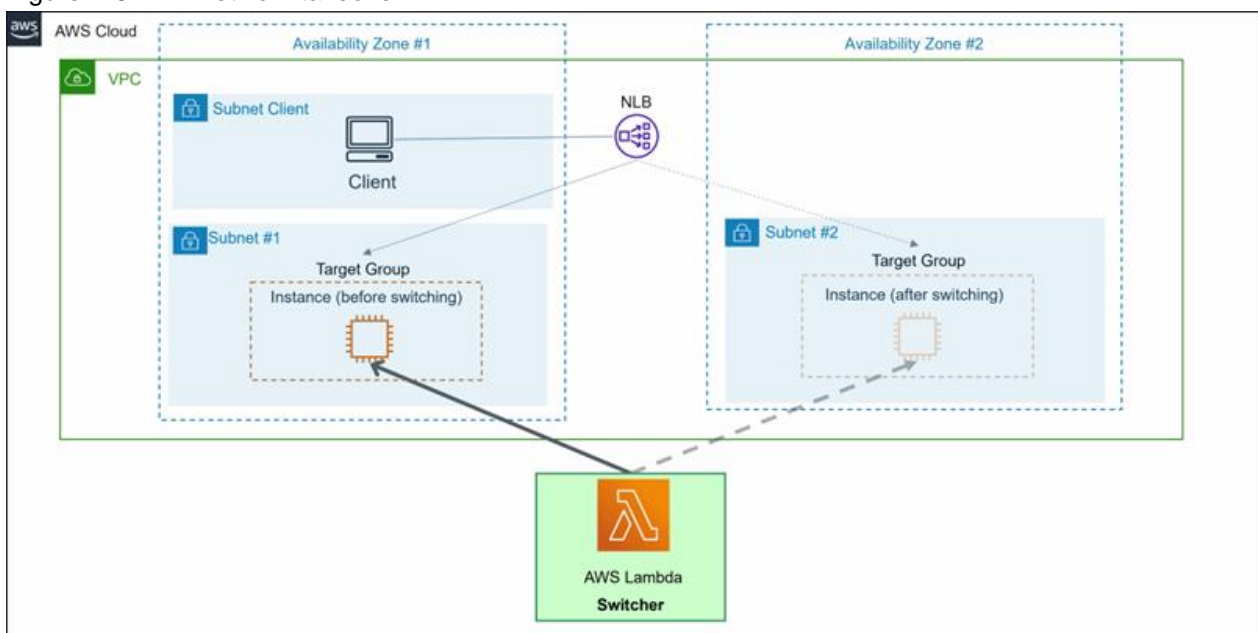 aws
AWS Cloud
Availability Zone #1
Availability Zone #2
VPC
Subnet Client
NLB
Client
Subnet #1
Subnet #2
Target Group
Target Group
Instance (before switching)
Instance (after switching)
AWS Lambda
Switcher